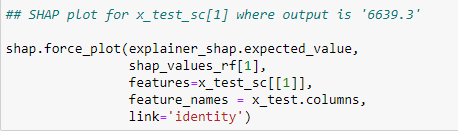 ## SHAP plot for x_test_sc[1] where output is '6639.3'
shap.force_plot(explainer_shap.expected_value,
shap_values_rf[1],
features=x_test_sc[[1]],
feature_names = x_test.columns,
link='identity')